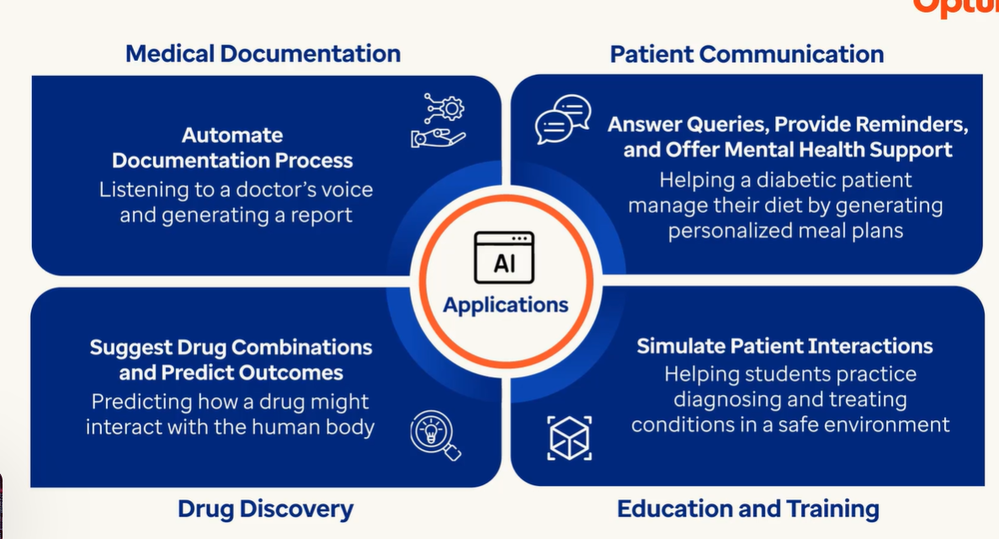 Medical Documentation
Automate
Documentation Process
Listening to a doctor’s voice
and generating a report
Patient Communication
Answer Queries, Provide Reminders,
and Offer Mental Health Support
Helping a diabetic patient
manage their diet by generating
personalized meal plans
AI
Applications
Suggest Drug Combinations
and Predict Outcomes
Predicting how a drug might
interact with the human body
Drug Discovery
Simulate Patient Interactions
Helping students practice
diagnosing and treating
conditions in a safe environment
Education and Training